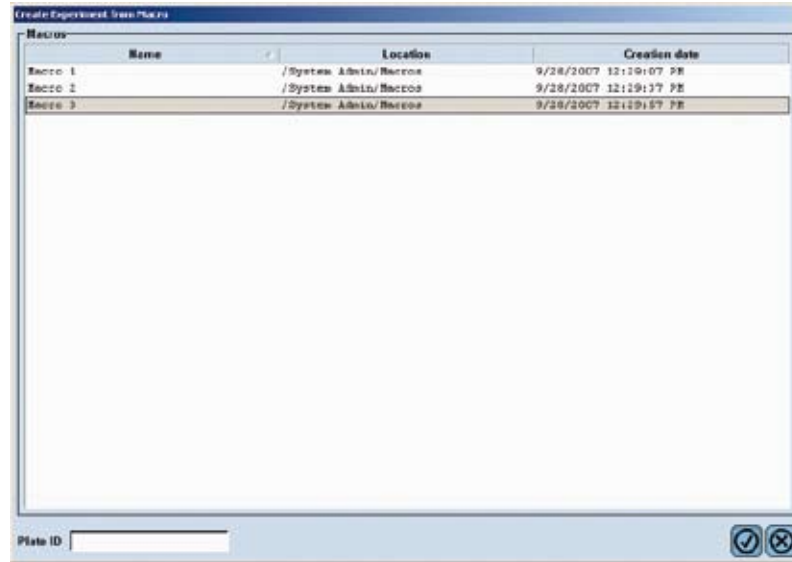 Create Experiment from Macro
Macros
Name Location Creation date
Macro 1 /System Admin/Macros 9/28/2007 12:29:07 PM
Macro 2 /System Admin/Macros 9/28/2007 12:29:37 PM
Macro 3 /System Admin/Macros 9/28/2007 12:29:57 PM
Plate ID